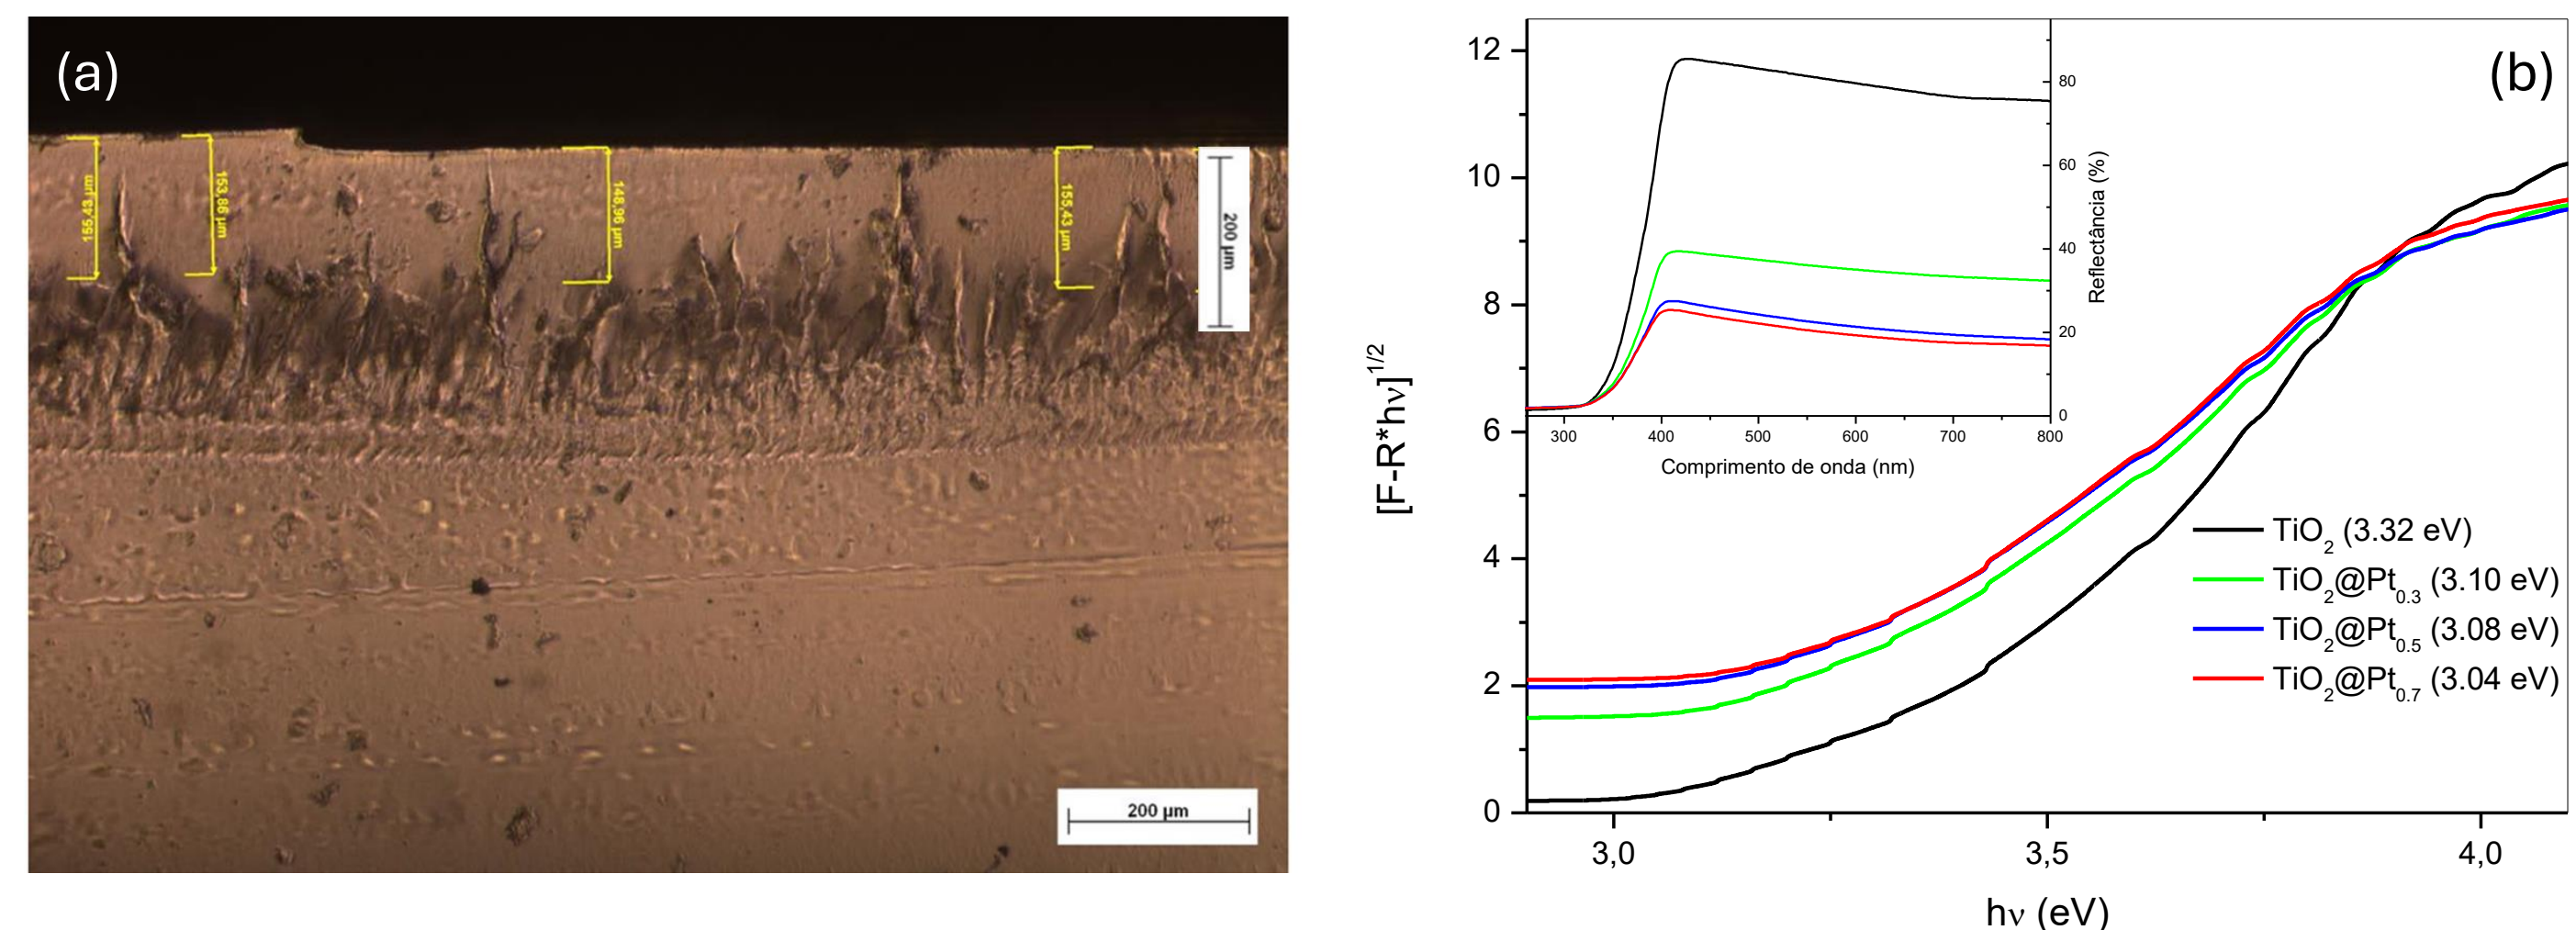 (a)
155,43 µm
153,86 µm
148,96 µm
155,43 µm
200 µm
200 µm
(b)
[F-R*hν]^1/2
12
10
8
6
4
2
0
3,0
3,5
4,0
hν (eV)
80
60
40
20
0
Reflectância (%)
300
400
500
600
700
800
Comprimento de onda (nm)
TiO2 (3.32 eV)
TiO2@Pt0.3 (3.10 eV)
TiO2@Pt0.5 (3.08 eV)
TiO2@Pt0.7 (3.04 eV)